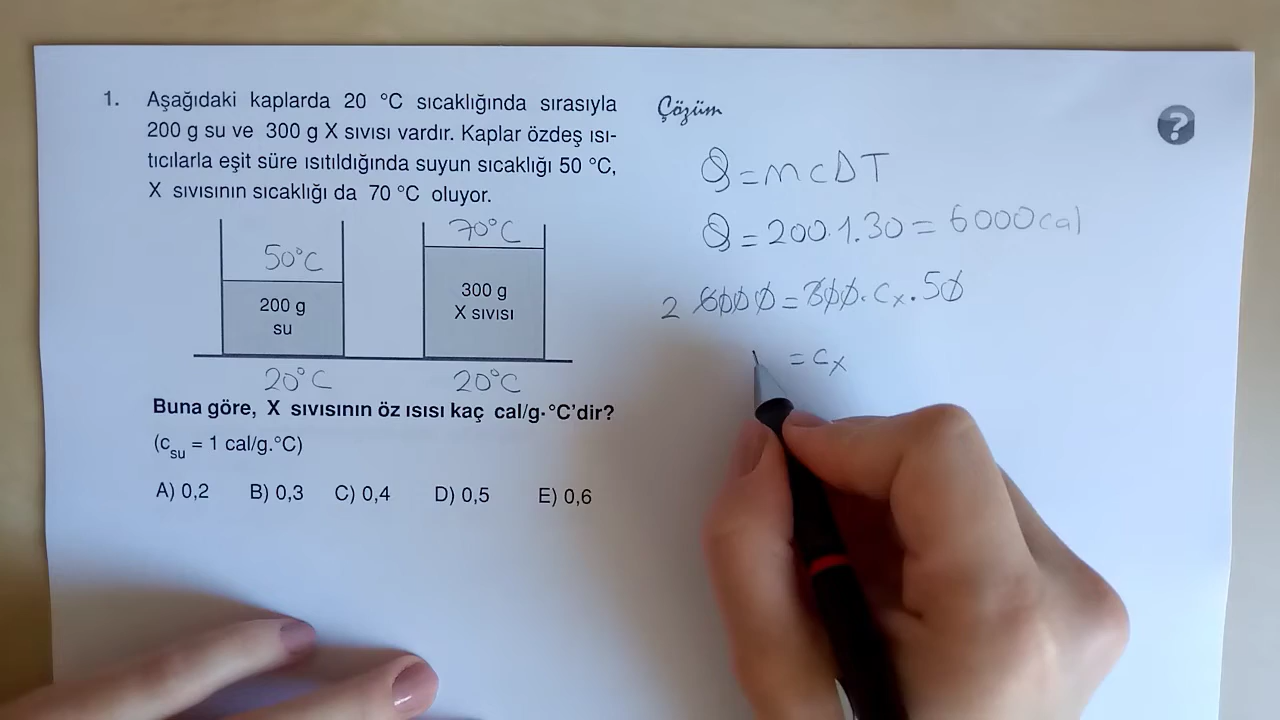 1. Aşağıdaki kaplarda 20 °C sıcaklığında sırasıyla
200 g su ve 300 g X sıvısı vardır. Kaplar özdeş ısı-
tıcılarla eşit süre ısıtıldığında suyun sıcaklığı 50 °C,
X sıvısının sıcaklığı da 70 °C oluyor.
50°C
200 g
su
20°C
70°C
300 g
X sıvısı
20°C
Buna göre, X sıvısının öz ısısı kaç cal/g·°C'dir?
(c_su = 1 cal/g.°C)
A) 0,2 B) 0,3 C) 0,4 D) 0,5 E) 0,6
Çözüm
?
Q = mcΔT
Q = 200.1.30 = 6000 cal
2 6000 = 300.cₓ.50
= cₓ